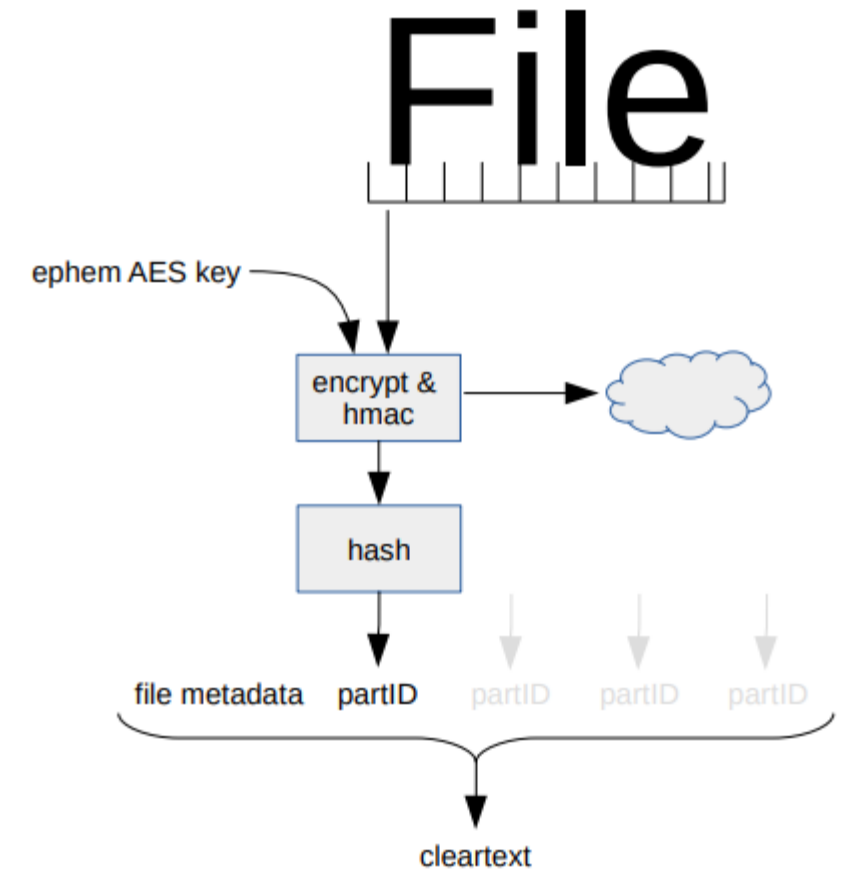 File
ephem AES key
encrypt &
hmac
hash
file metadata partID partID partID partID
cleartext